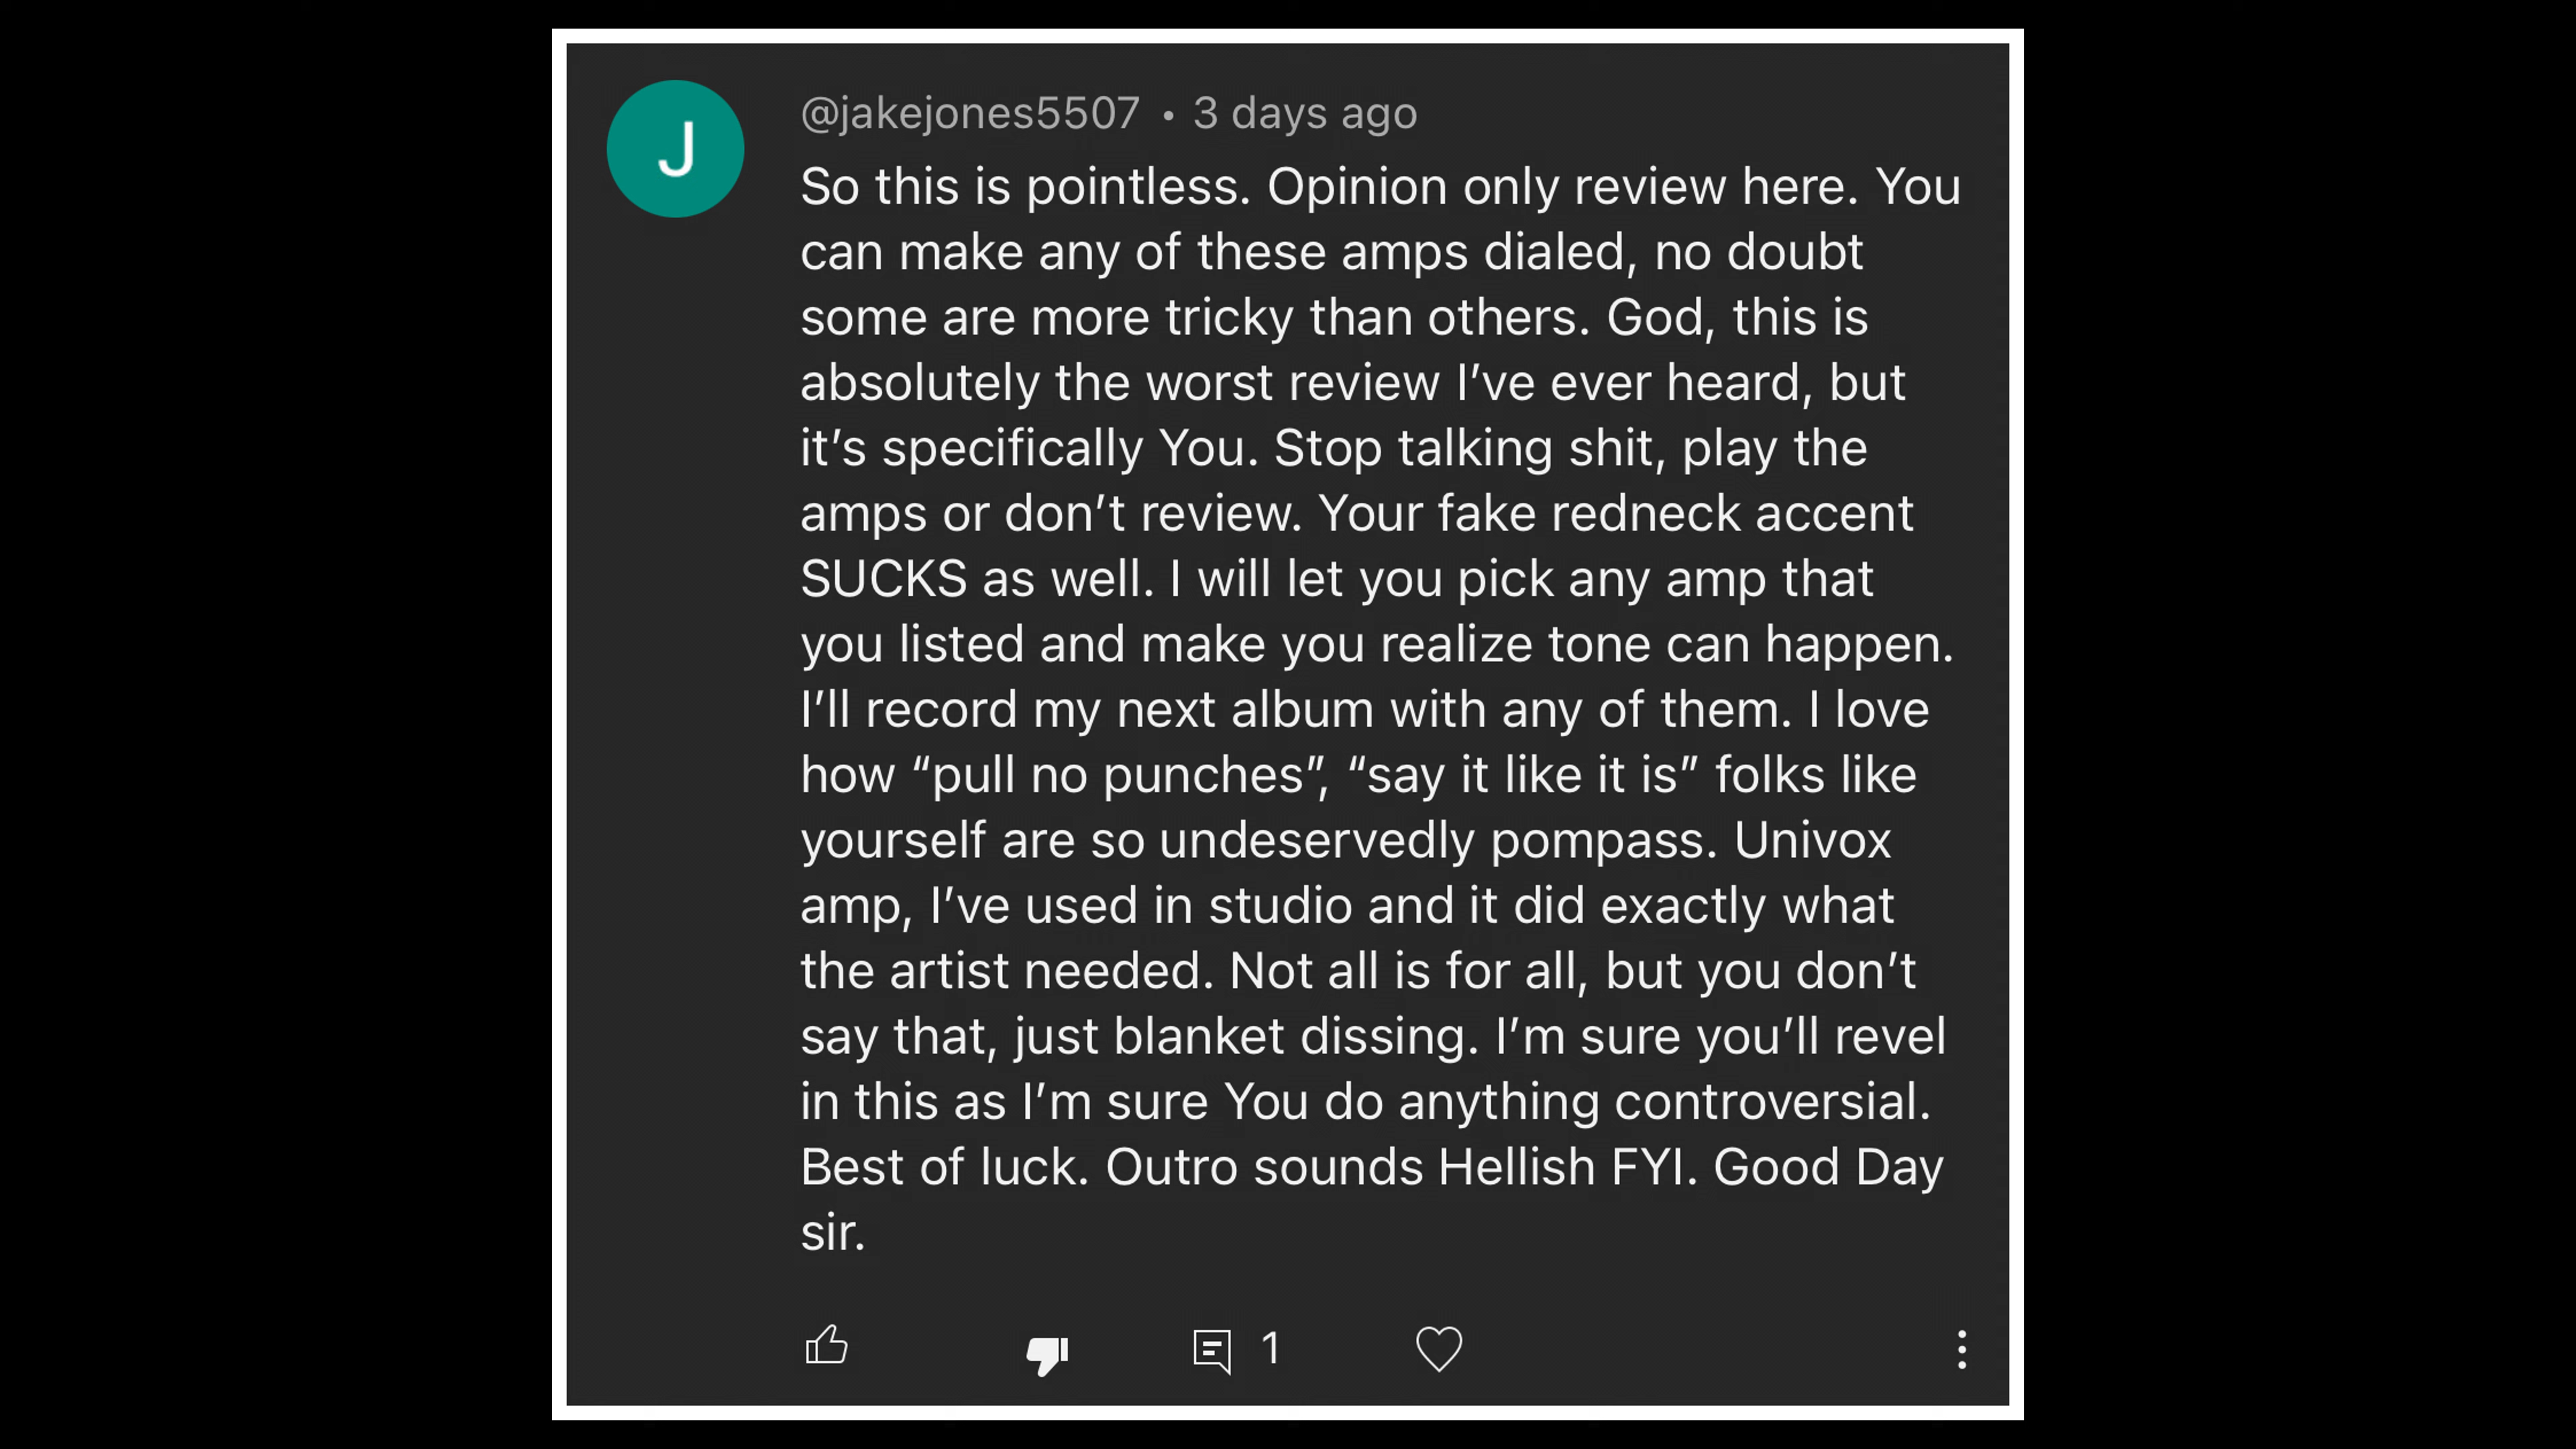 J
@jakejones5507 • 3 days ago
So this is pointless. Opinion only review here. You
can make any of these amps dialed, no doubt
some are more tricky than others. God, this is
absolutely the worst review I’ve ever heard, but
it’s specifically You. Stop talking shit, play the
amps or don’t review. Your fake redneck accent
SUCKS as well. I will let you pick any amp that
you listed and make you realize tone can happen.
I’ll record my next album with any of them. I love
how “pull no punches”, “say it like it is” folks like
yourself are so undeservedly pompass. Univox
amp, I’ve used in studio and it did exactly what
the artist needed. Not all is for all, but you don’t
say that, just blanket dissing. I’m sure you’ll revel
in this as I’m sure You do anything controversial.
Best of luck. Outro sounds Hellish FYI. Good Day
sir.
1